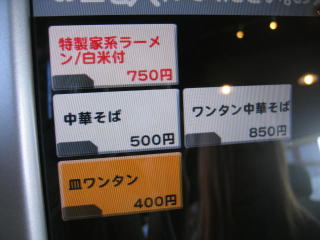 特製家系ラーメ
ン/白米付
750円
中華そば
500円
ワンタン中華そば
850円
皿ワンタン
400円